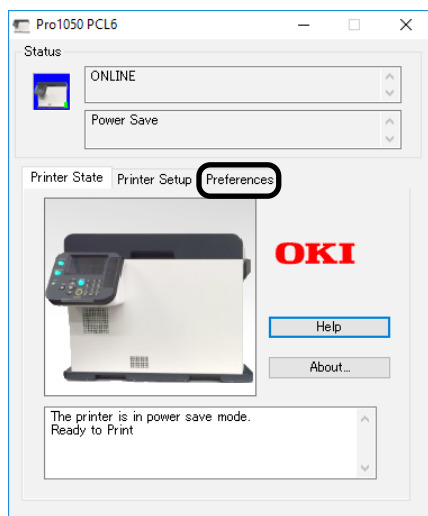 Pro1050 PCL6
Status
ONLINE
Power Save
Printer State Printer Setup Preferences
OKI
Help
About...
The printer is in power save mode.
Ready to Print